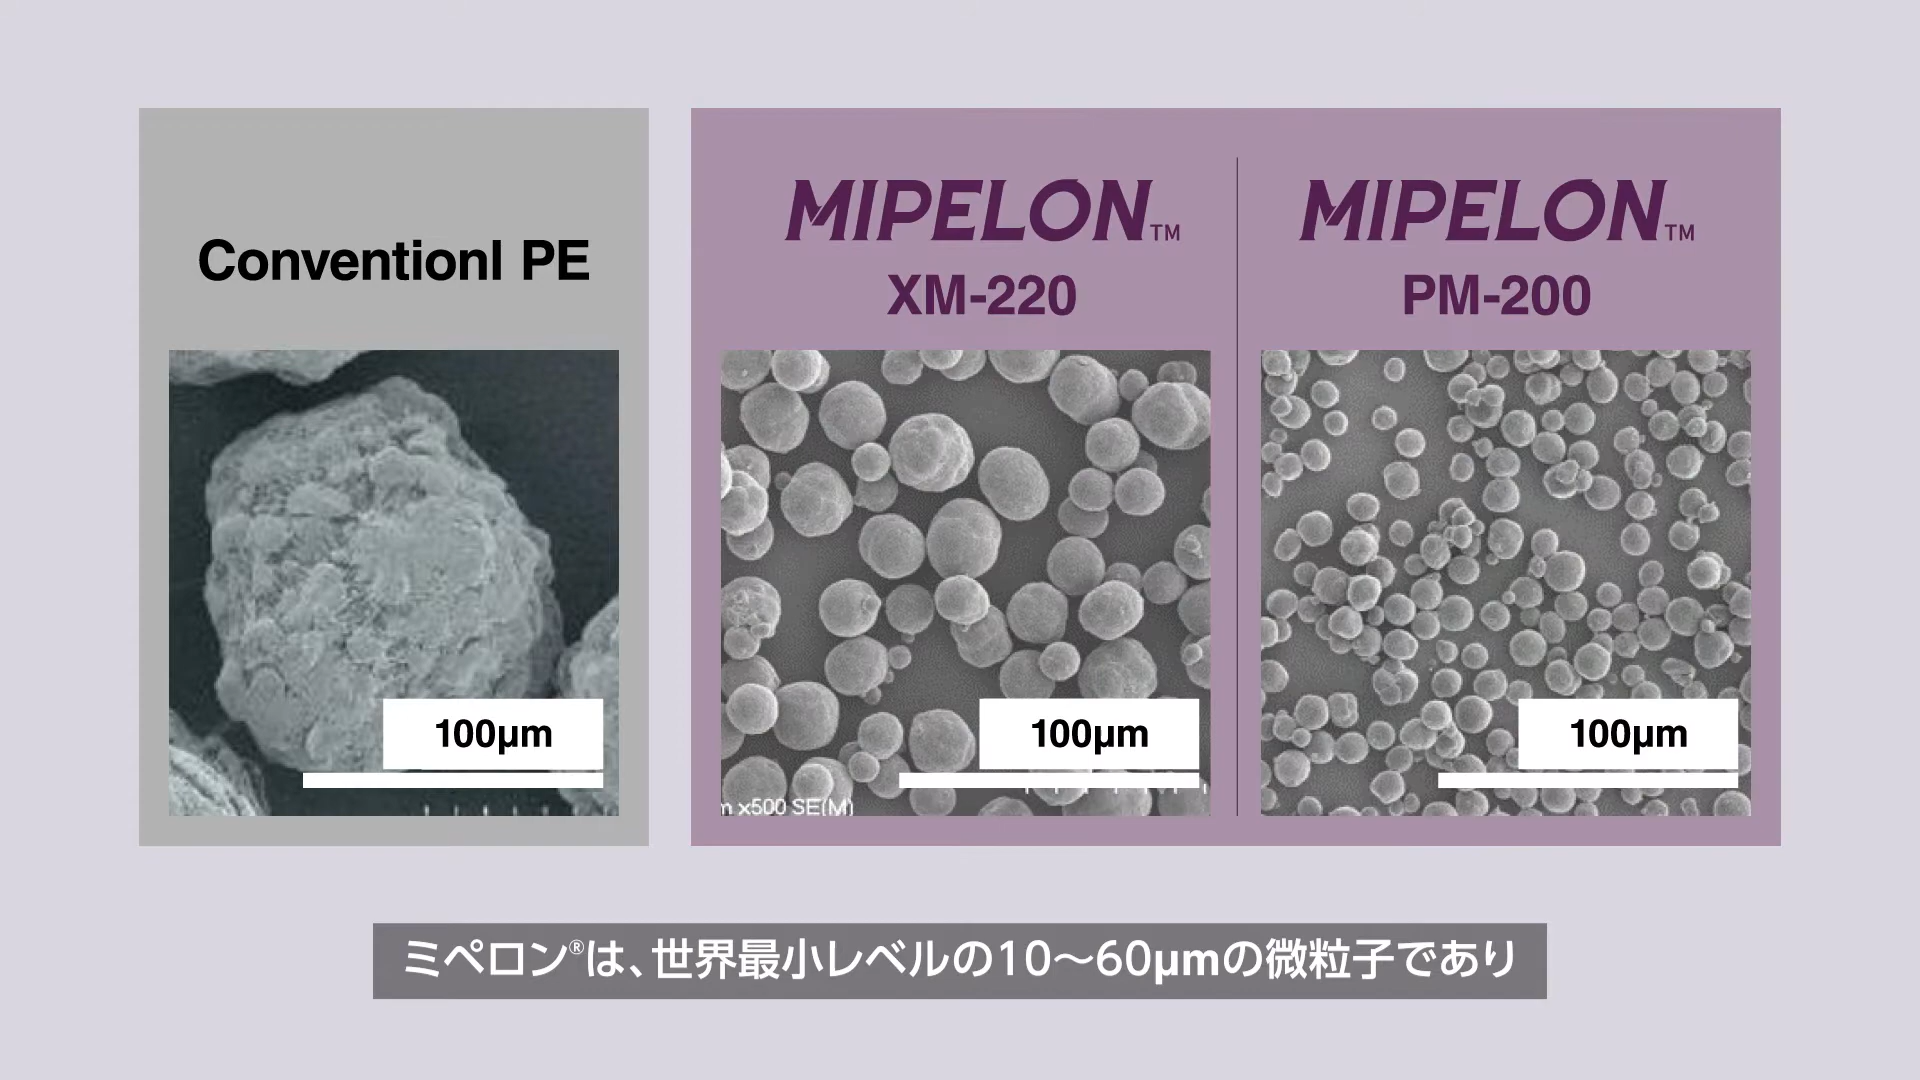 Conventionl PE
MIPELON™
XM-220
MIPELON™
PM-200
100µm
100µm
100µm
m x500 SE(M)
ミペロン®は、世界最小レベルの10～60µmの微粒子であり